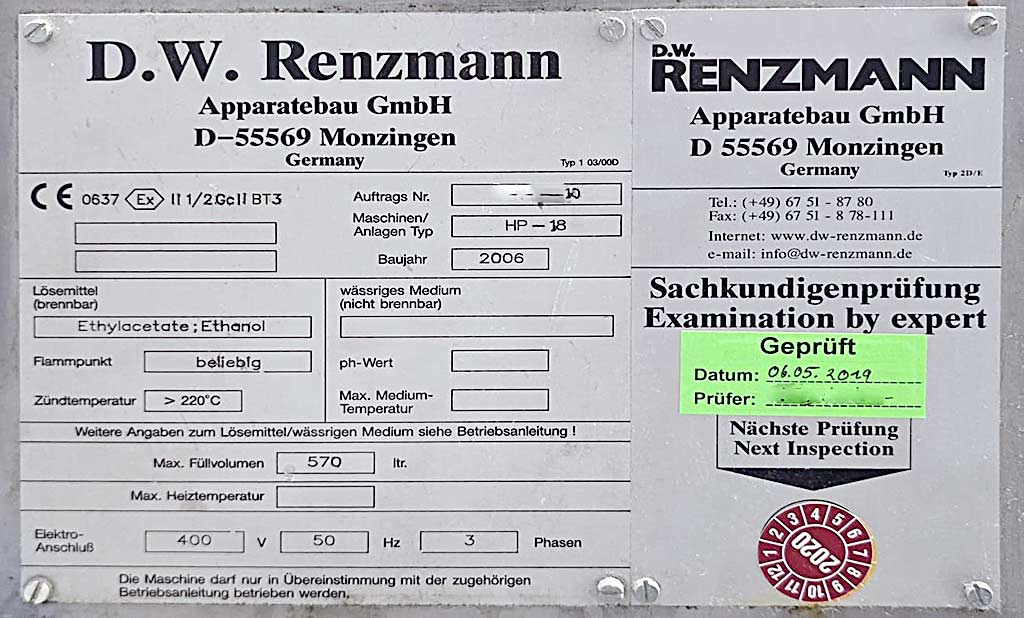 D.W. Renzmann
Apparatebau GmbH
D-55569 Monzingen
Germany
Typ 1 03/00D
CE 0637 Ex II 1/2 G c II B T3
Auftrags Nr. -10
Maschinen/
Anlagen Typ HP-18
Baujahr 2006
Lösemittel
(brennbar)
Ethylacetate; Ethanol
Flammpunkt beliebig
Zündtemperatur > 220°C
wässriges Medium
(nicht brennbar)
ph-Wert
Max. Medium-
Temperatur
Weitere Angaben zum Lösemittel/wässrigen Medium siehe Betriebsanleitung !
Max. Füllvolumen 570 ltr.
Max. Heiztemperatur
Elektro-
Anschluß 400 V 50 Hz 3 Phasen
Die Maschine darf nur in Übereinstimmung mit der zugehörigen
Betriebsanleitung betrieben werden.
D.W.
RENZMANN
Apparatebau GmbH
D 55569 Monzingen
Germany
Typ 2D/E
Tel.: (+49) 67 51 - 87 80
Fax: (+49) 67 51 - 8 78-111
Internet: www.dw-renzmann.de
e-mail: info@dw-renzmann.de
Sachkundigenprüfung
Examination by expert
Geprüft
Datum: 06.05.2019
Prüfer:
Nächste Prüfung
Next Inspection
1 2 3 4 5 6 7 8 9 10 11 12
2020